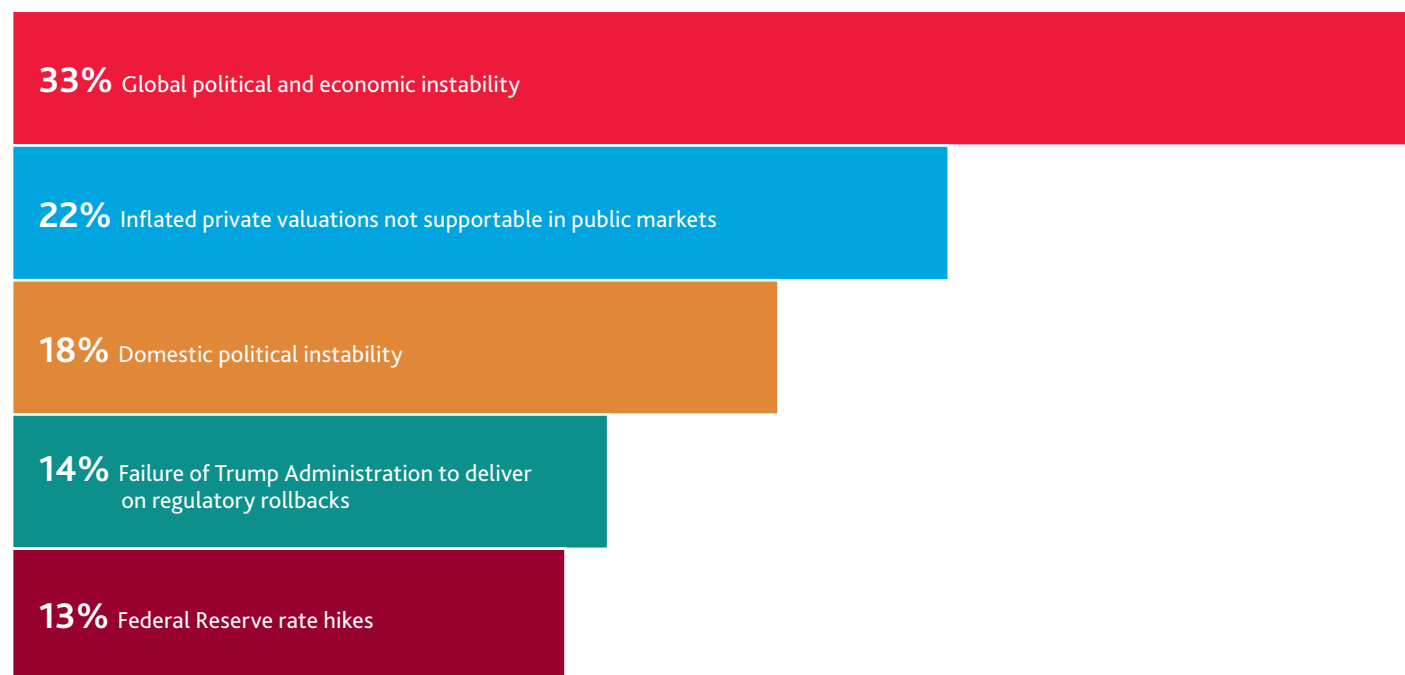 33% Global political and economic instability
22% Inflated private valuations not supportable in public markets
18% Domestic political instability
14% Failure of Trump Administration to deliver
on regulatory rollbacks
13% Federal Reserve rate hikes